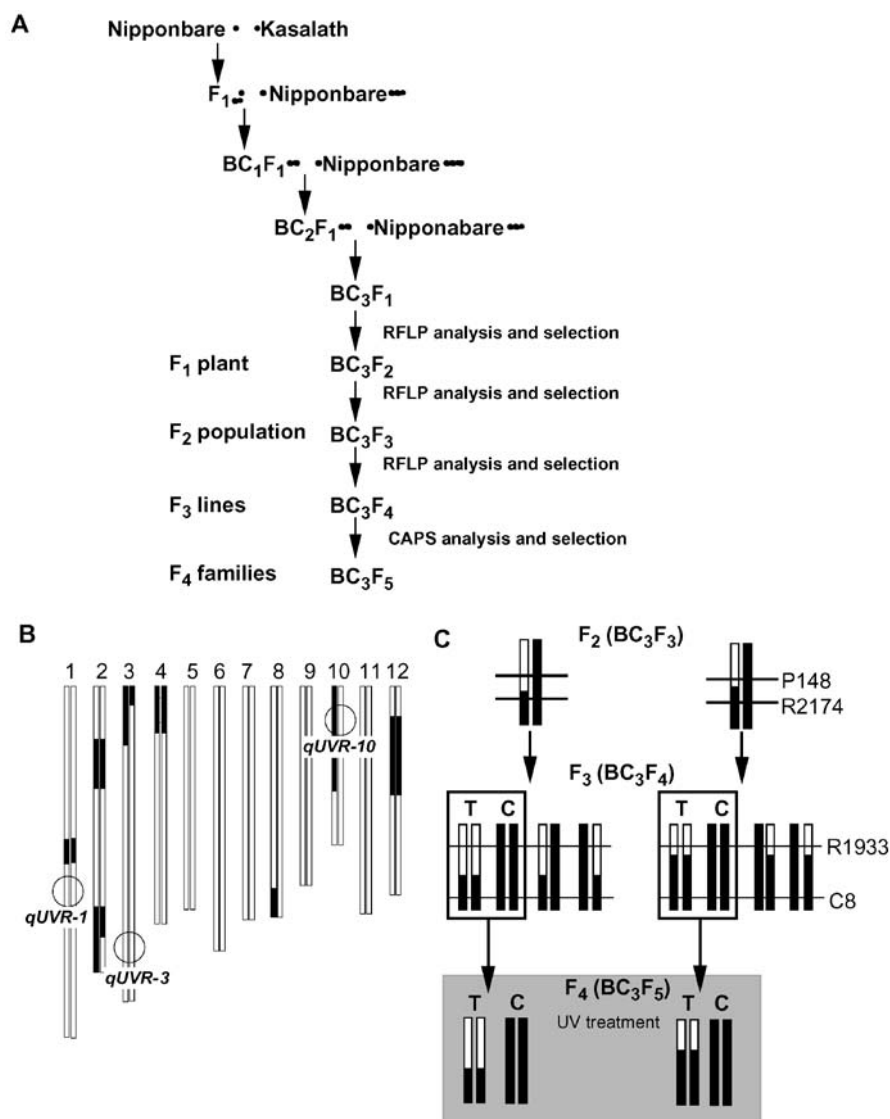 A
Nipponbare • •Kasalath
F₁ •Nipponbare
BC₁F₁ •Nipponbare
BC₂F₁ •Nipponabare
BC₃F₁
RFLP analysis and selection
F₁ plant BC₃F₂
RFLP analysis and selection
F₂ population BC₃F₃
RFLP analysis and selection
F₃ lines BC₃F₄
CAPS analysis and selection
F₄ families BC₃F₅
B
1 2 3 4 5 6 7 8 9 10 11 12
qUVR-10
qUVR-1
qUVR-3
C
F₂ (BC₃F₃)
P148
R2174
F₃ (BC₃F₄)
T C T C
R1933
C8
F₄ (BC₃F₅)
T C T C
UV treatment